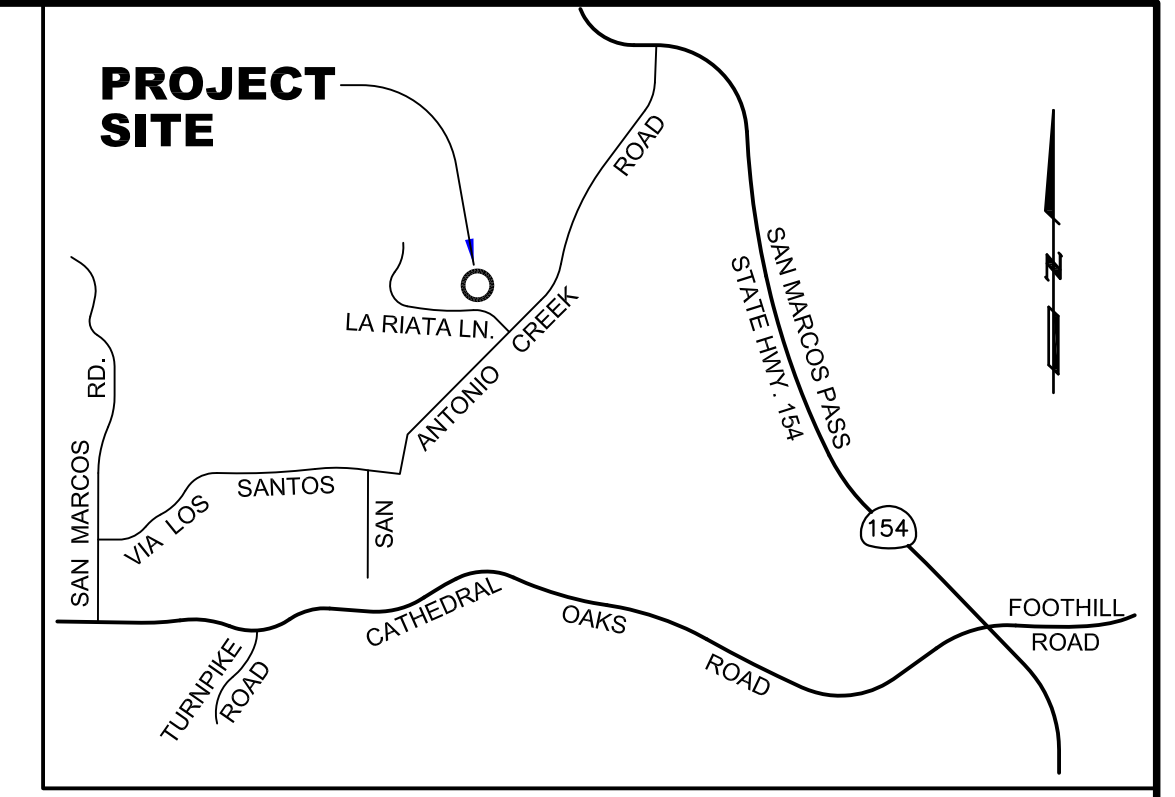 PROJECT
SITE
ROAD
N
SAN MARCOS PASS
STATE HWY. 154
LA RIATA LN.
CREEK
ANTONIO
RD.
SAN MARCOS
SANTOS
VIA LOS
SAN
154
CATHEDRAL
OAKS
ROAD
FOOTHILL
ROAD
TURNPIKE
ROAD